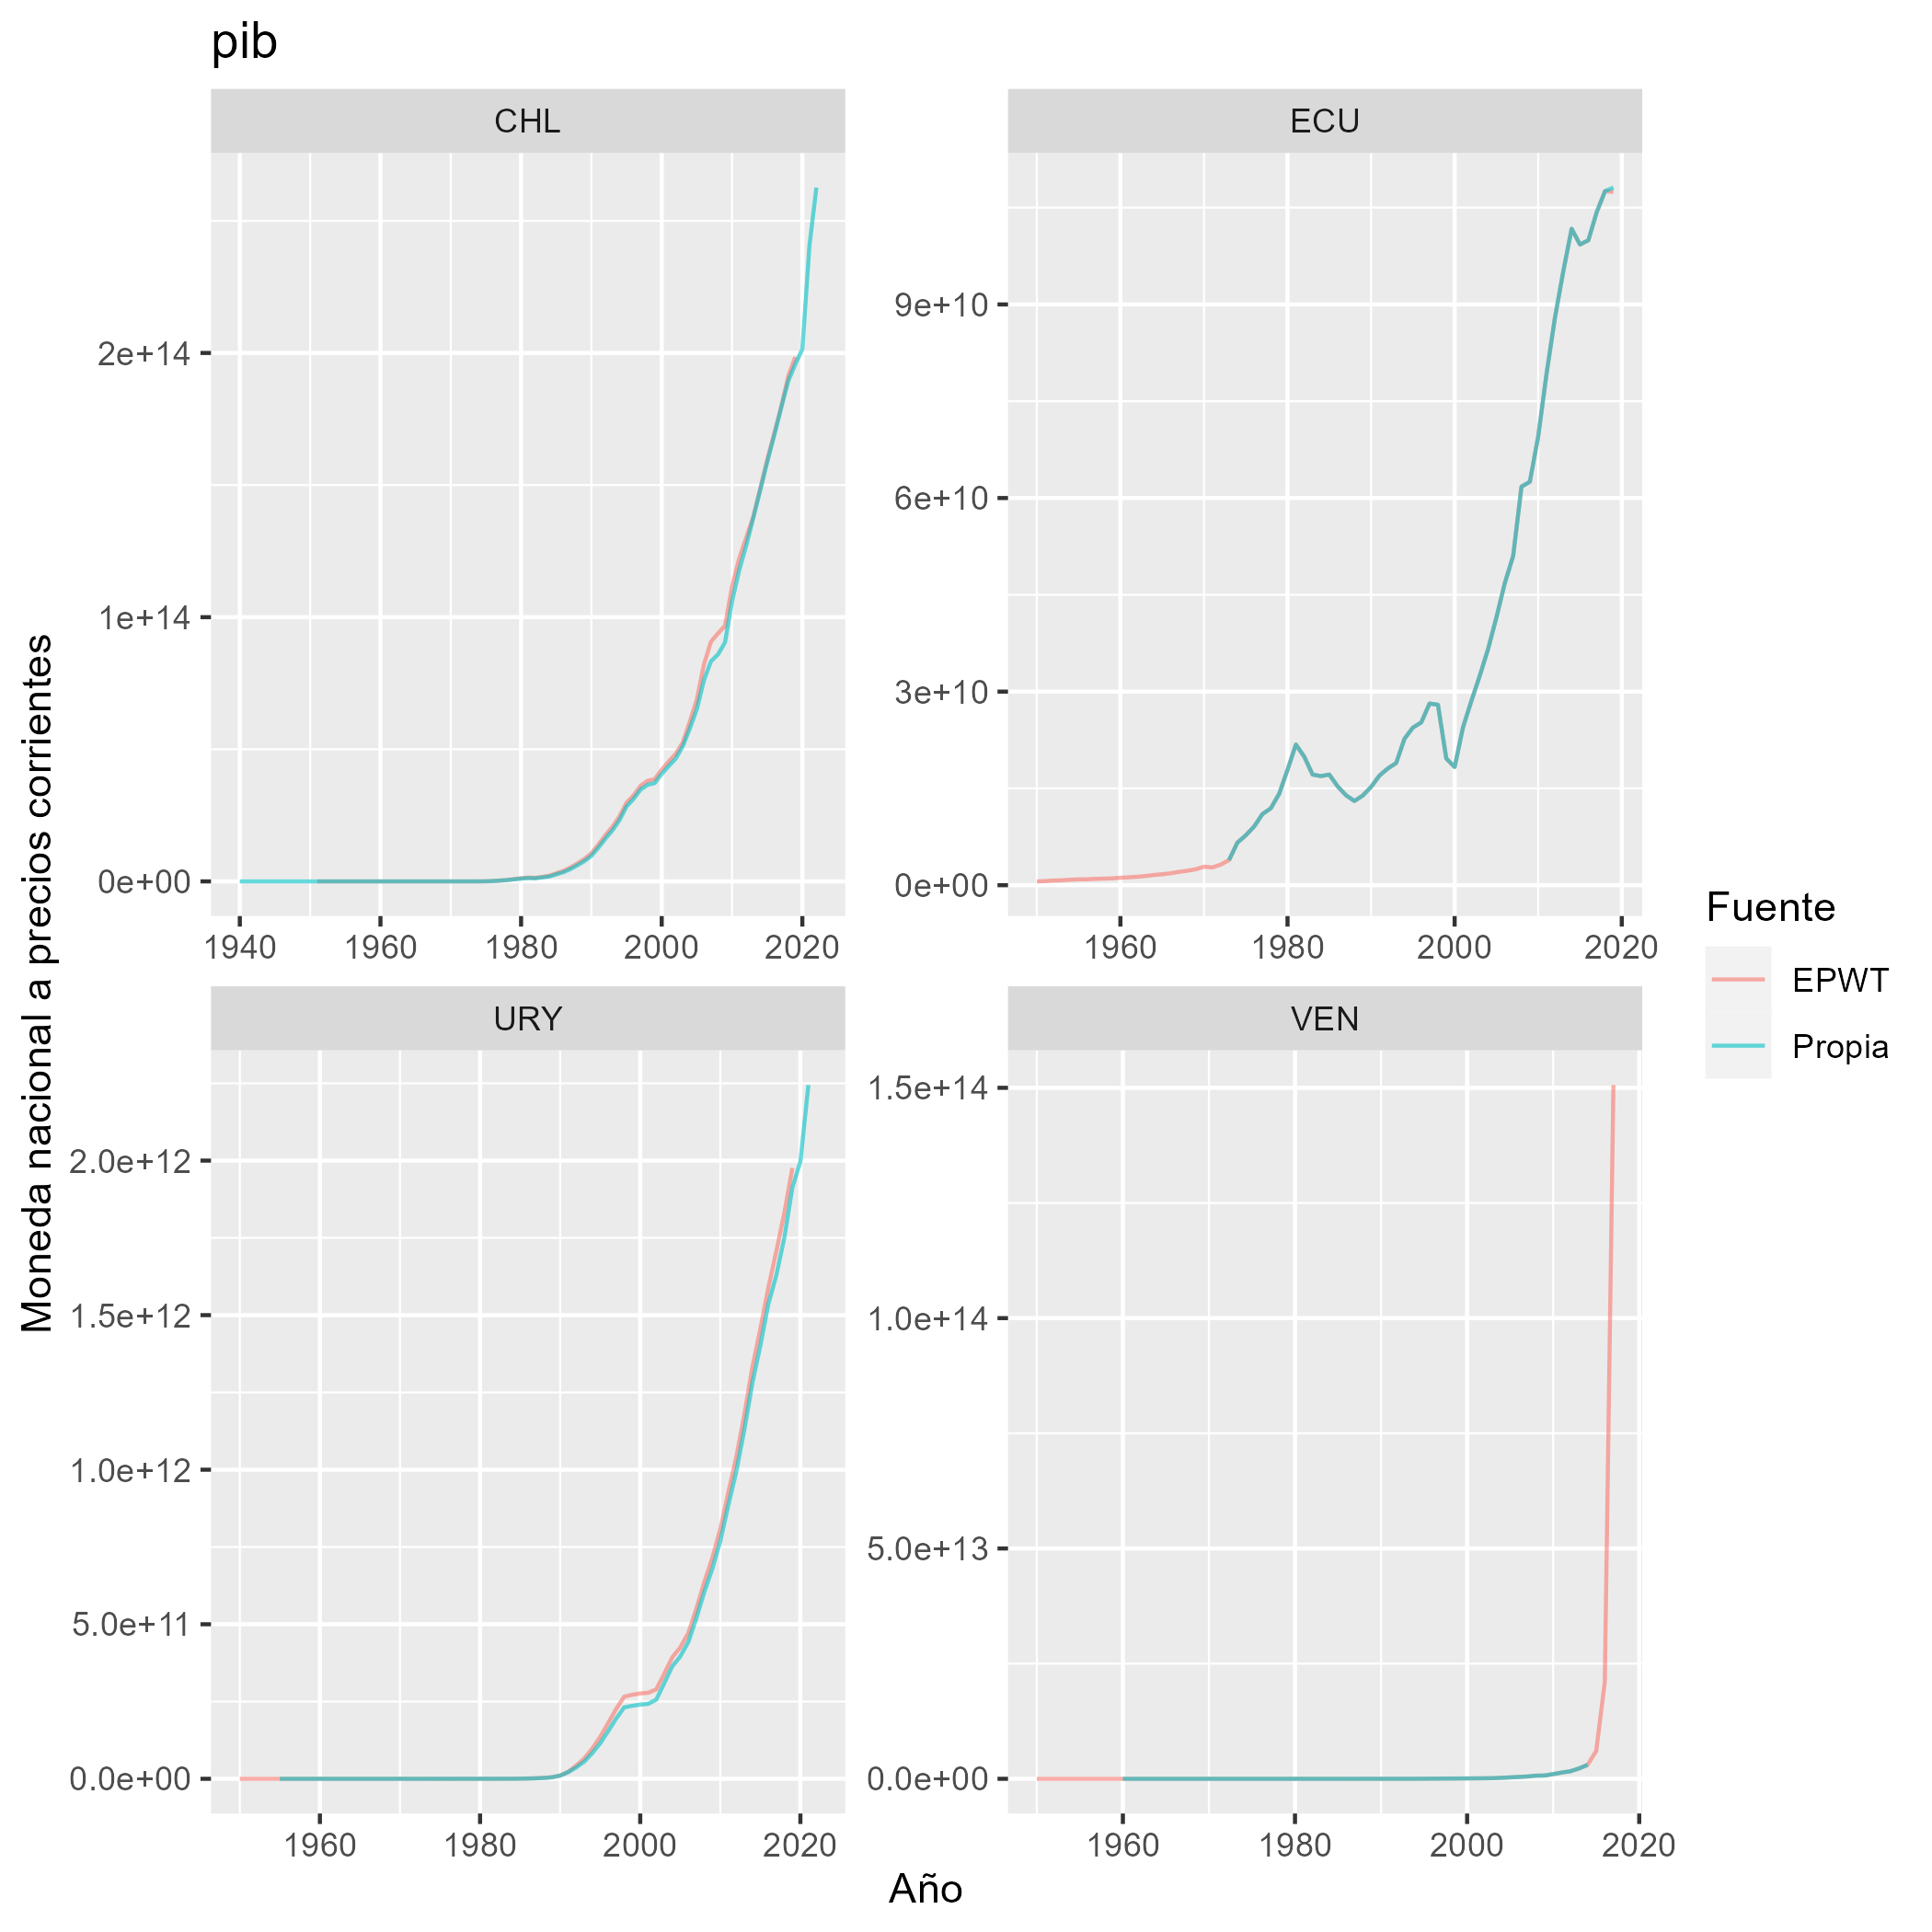 pib
CHL
ECU
2e+14
1e+14
0e+00
1940 1960 1980 2000 2020
9e+10
6e+10
3e+10
0e+00
1960 1980 2000 2020
URY
VEN
2.0e+12
1.5e+12
1.0e+12
5.0e+11
0.0e+00
1960 1980 2000 2020
1.5e+14
1.0e+14
5.0e+13
0.0e+00
1960 1980 2000 2020
Moneda nacional a precios corrientes
Año
Fuente
EPWT
Propia